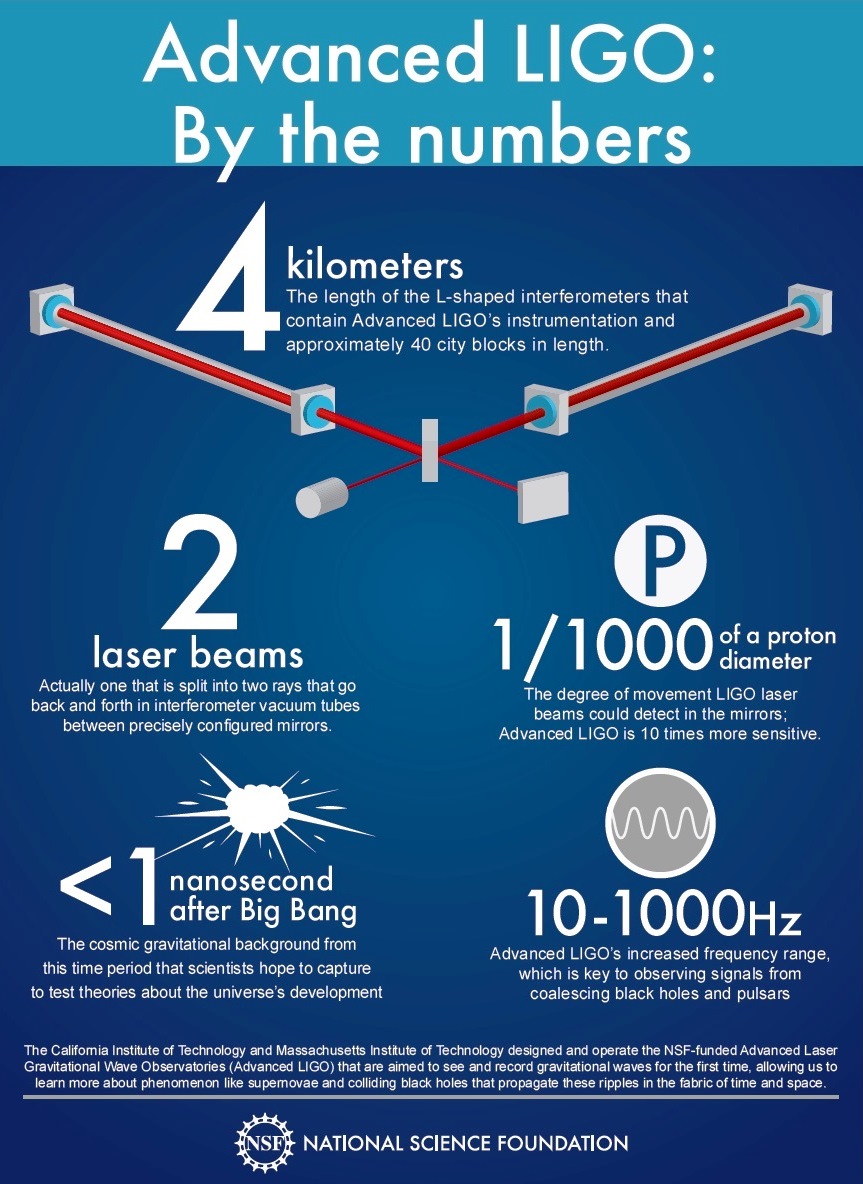 Advanced LIGO:
By the numbers
4
kilometers
The length of the L-shaped interferometers that
contain Advanced LIGO's instrumentation and
approximately 40 city blocks in length.
2
laser beams
Actually one that is split into two rays that go
back and forth in interferometer vacuum tubes
between precisely configured mirrors.
P
1/1000 of a proton
diameter
The degree of movement LIGO laser
beams could detect in the mirrors;
Advanced LIGO is 10 times more sensitive.
<1 nanosecond
after Big Bang
The cosmic gravitational background from
this time period that scientists hope to capture
to test theories about the universe's development
10-1000Hz
Advanced LIGO's increased frequency range,
which is key to observing signals from
coalescing black holes and pulsars
The California Institute of Technology and Massachusetts Institute of Technology designed and operate the NSF-funded Advanced Laser
Gravitational Wave Observatories (Advanced LIGO) that are aimed to see and record gravitational waves for the first time, allowing us to
learn more about phenomenon like supernovae and colliding black holes that propagate these ripples in the fabric of time and space.
NSF NATIONAL SCIENCE FOUNDATION